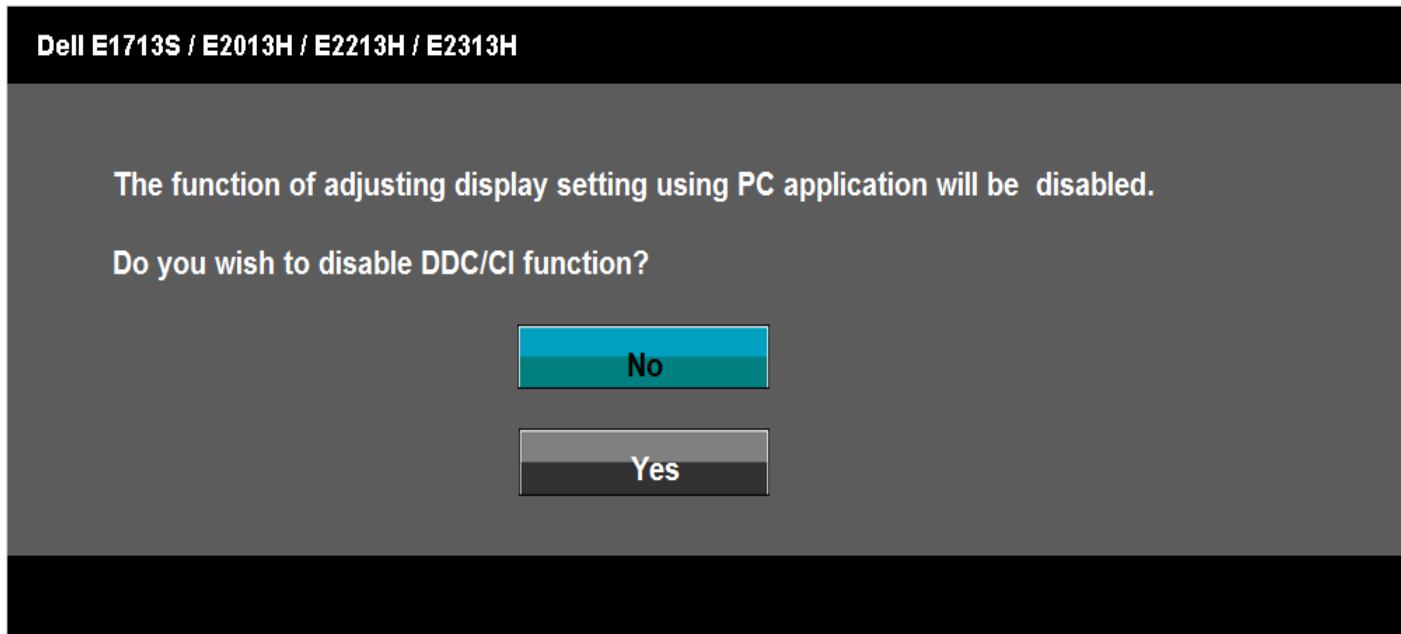 Dell E1713S / E2013H / E2213H / E2313H
The function of adjusting display setting using PC application will be  disabled.
Do you wish to disable DDC/CI function?
No
Yes